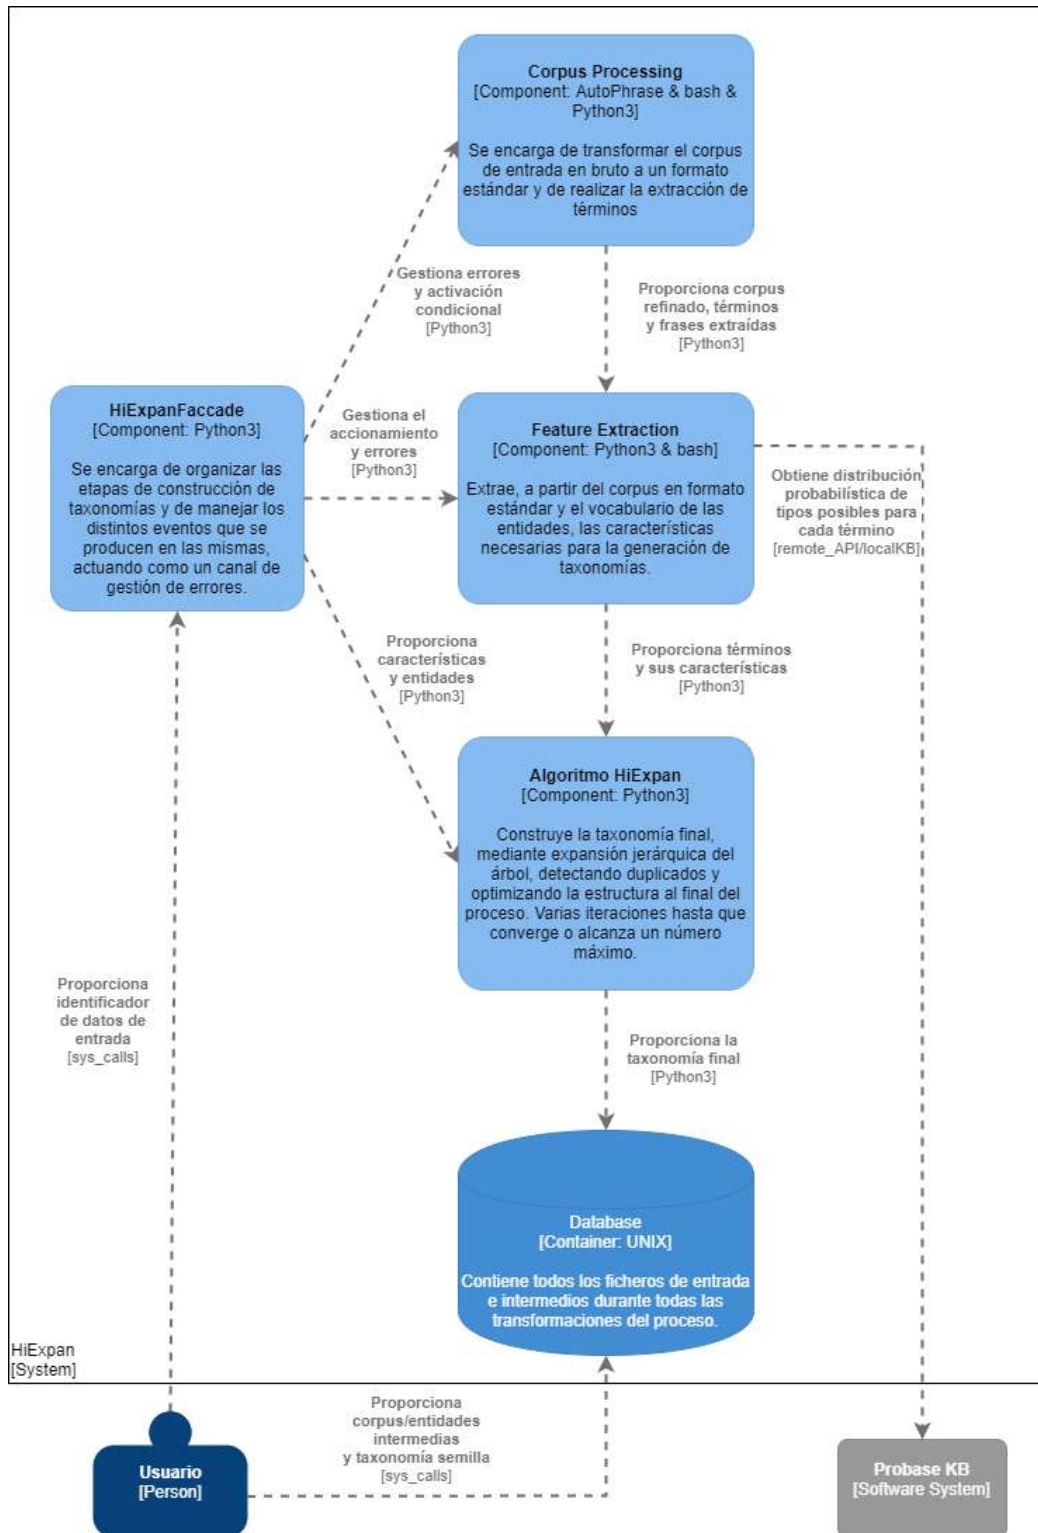 Corpus Processing
[Component: AutoPhrase & bash &
Python3]
Se encarga de transformar el corpus
de entrada en bruto a un formato
estándar y de realizar la extracción de
términos
Gestiona errores
y activación
condicional
[Python3]
Proporciona corpus
refinado, términos
y frases extraídas
[Python3]
HiExpanFaccade
[Component: Python3]
Se encarga de organizar las
etapas de construcción de
taxonomías y de manejar los
distintos eventos que se
producen en las mismas,
actuando como un canal de
gestión de errores.
Gestiona el
accionamiento
y errores
[Python3]
Feature Extraction
[Component: Python3 & bash]
Extrae, a partir del corpus en formato
estándar y el vocabulario de las
entidades, las características
necesarias para la generación de
taxonomías.
Obtiene distribución
probabilística de
tipos posibles para
cada término
[remote_API/localKB]
Proporciona
características
y entidades
[Python3]
Proporciona términos
y sus características
[Python3]
Algoritmo HiExpan
[Component: Python3]
Construye la taxonomía final,
mediante expansión jerárquica del
árbol, detectando duplicados y
optimizando la estructura al final del
proceso. Varias iteraciones hasta que
converge o alcanza un número
máximo.
Proporciona
identificador
de datos de
entrada
[sys_calls]
Proporciona la
taxonomía final
[Python3]
Database
[Container: UNIX]
Contiene todos los ficheros de entrada
e intermedios durante todas las
transformaciones del proceso.
HiExpan
[System]
Proporciona
corpus/entidades
intermedias
y taxonomía semilla
[sys_calls]
Usuario
[Person]
Probase KB
[Software System]